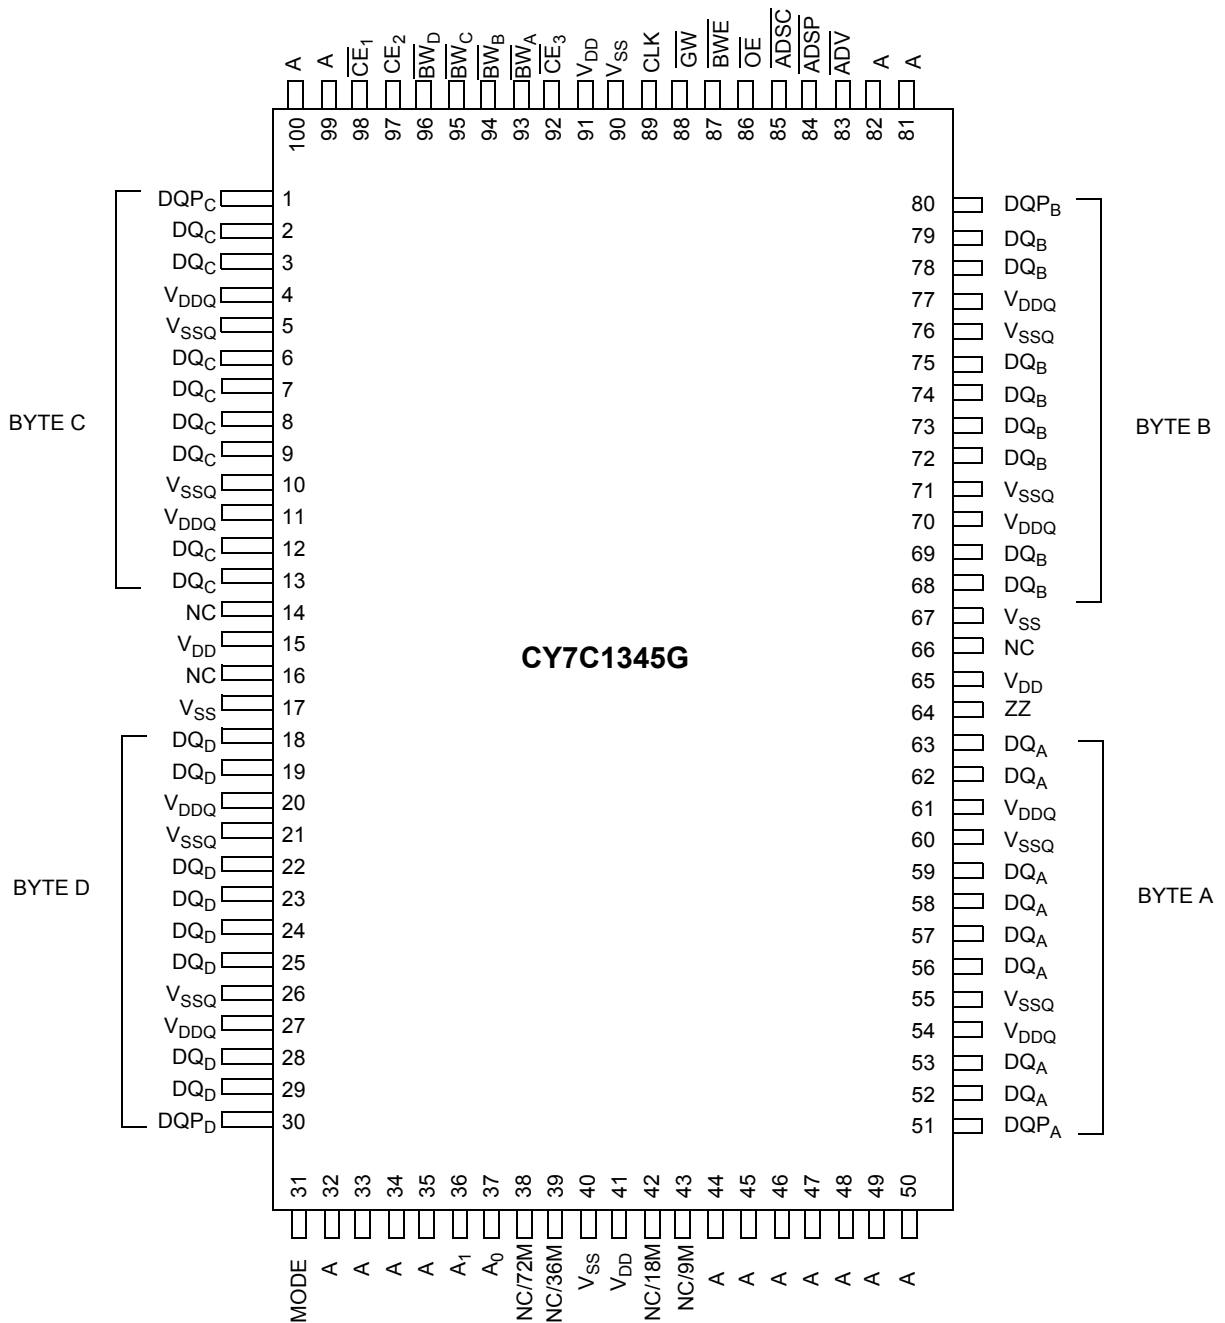 A A CE1 CE2 BWD BWC BWB BWA CE3 VDD VSS CLK GW BWE OE ADSC ADSP ADV A A
100 99 98 97 96 95 94 93 92 91 90 89 88 87 86 85 84 83 82 81
DQPC 1 80 DQPB
DQC 2 79 DQB
DQC 3 78 DQB
VDDQ 4 77 VDDQ
VSSQ 5 76 VSSQ
DQC 6 75 DQB
DQC 7 74 DQB
BYTE C DQC 8 73 DQB BYTE B
DQC 9 72 DQB
VSSQ 10 71 VSSQ
VDDQ 11 70 VDDQ
DQC 12 69 DQB
DQC 13 68 DQB
NC 14 67 VSS
VDD 15 66 NC
CY7C1345G
NC 16 65 VDD
VSS 17 64 ZZ
DQD 18 63 DQA
DQD 19 62 DQA
VDDQ 20 61 VDDQ
VSSQ 21 60 VSSQ
DQD 22 59 DQA
BYTE D DQD 23 58 DQA BYTE A
DQD 24 57 DQA
DQD 25 56 DQA
VSSQ 26 55 VSSQ
VDDQ 27 54 VDDQ
DQD 28 53 DQA
DQD 29 52 DQA
DQPD 30 51 DQPA
31 32 33 34 35 36 37 38 39 40 41 42 43 44 45 46 47 48 49 50
MODE A A A A A1 A0 NC/72M NC/36M VSS VDD NC/18M NC/9M A A A A A A A